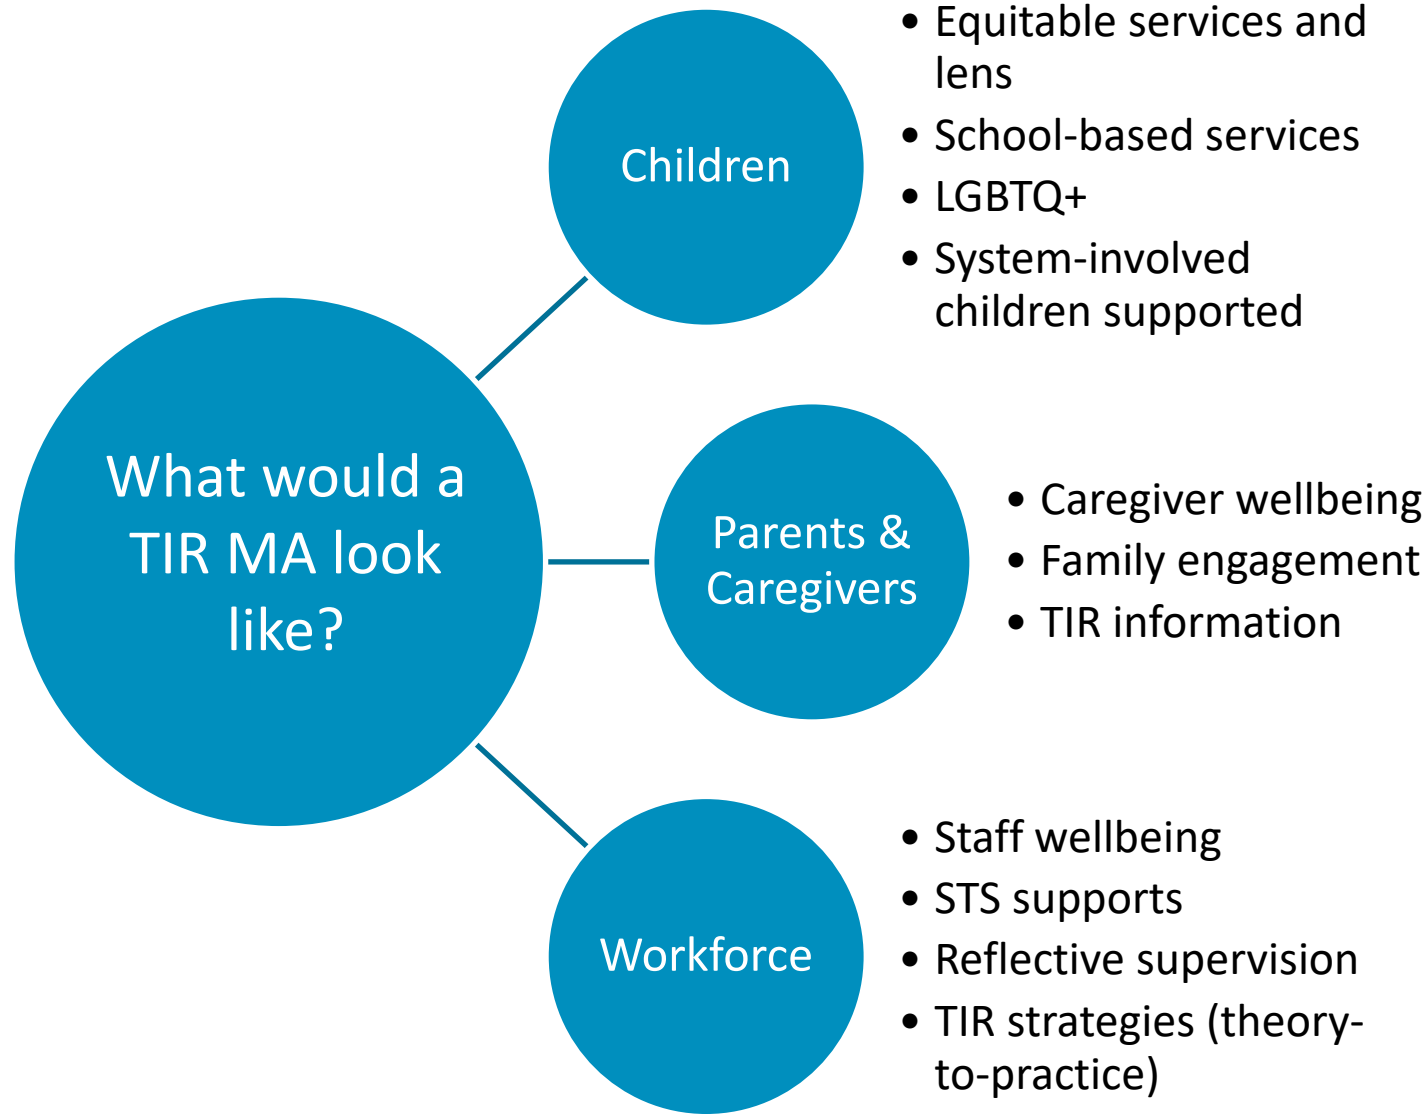 What would a
TIR MA look
like?
Children
• Equitable services and
lens
• School-based services
• LGBTQ+
• System-involved
children supported
Parents &
Caregivers
• Caregiver wellbeing
• Family engagement
• TIR information
Workforce
• Staff wellbeing
• STS supports
• Reflective supervision
• TIR strategies (theory-
to-practice)